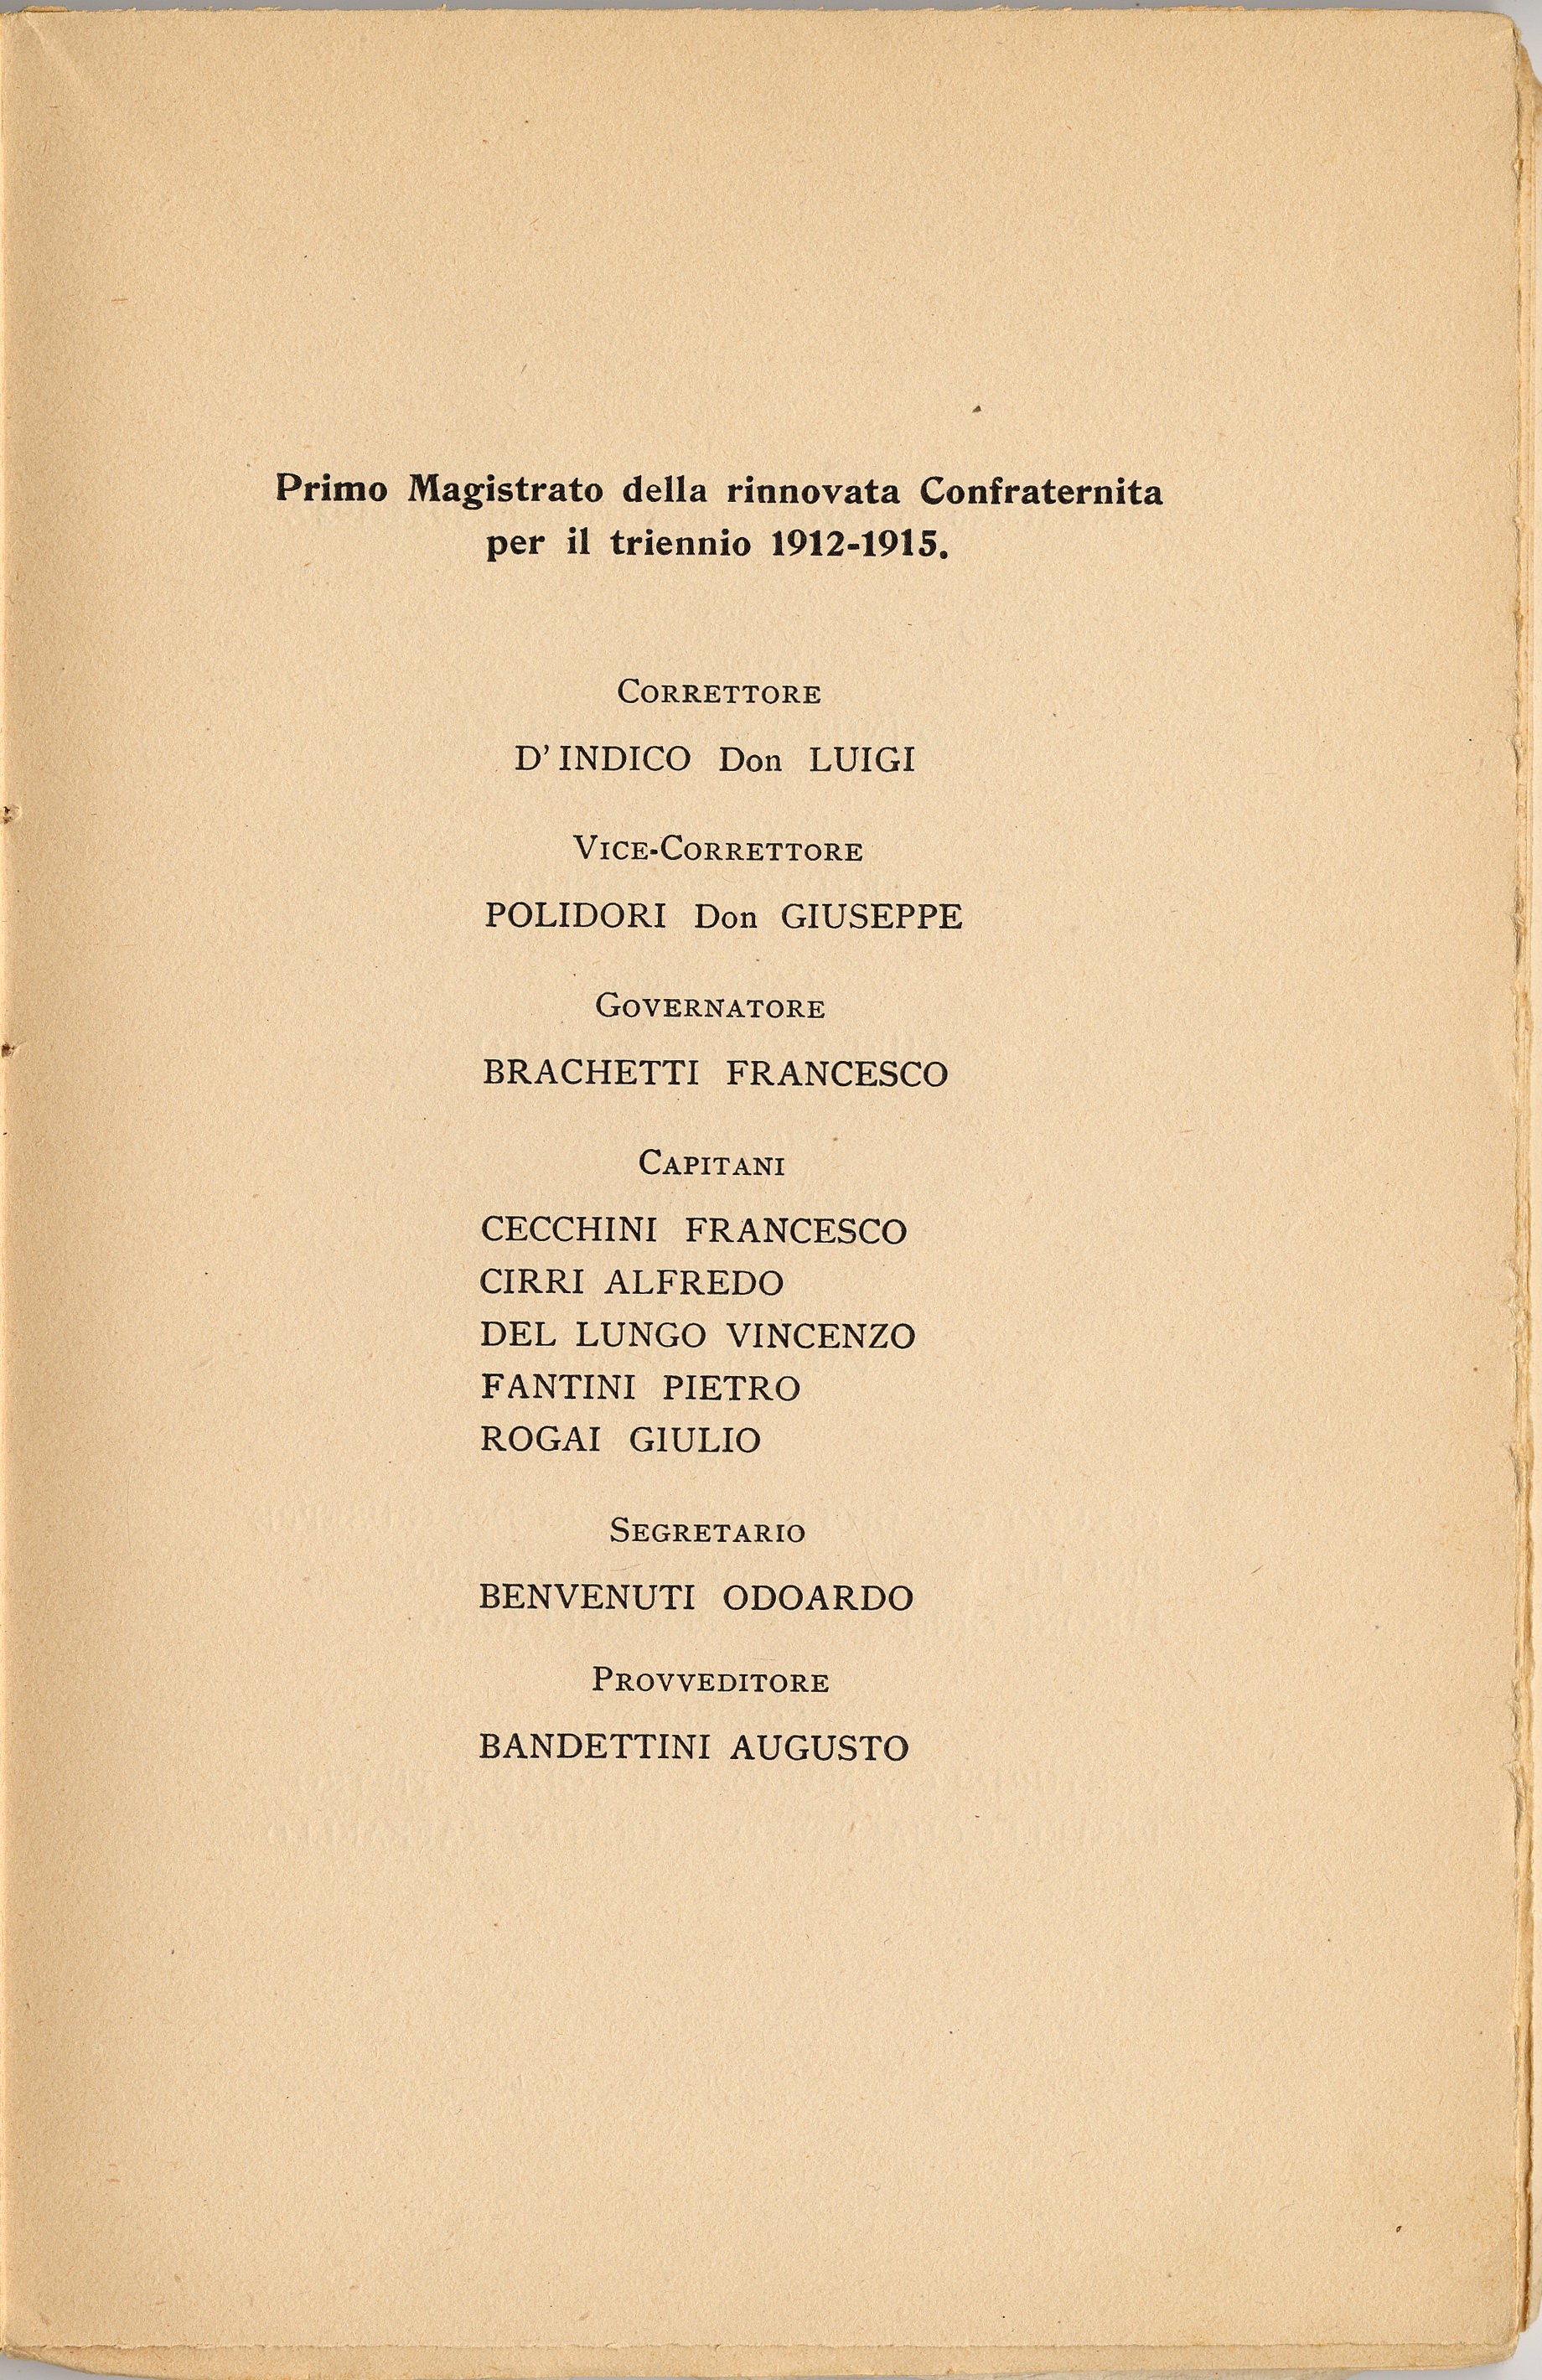 Primo Magistrato della rinnovata Confraternita
per il triennio 1912-1915.
CORRETTORE
D' INDICO Don LUIGI
VICE-CORRETTORE
POLIDORI Don GIUSEPPE
GOVERNATORE
BRACHETTI FRANCESCO
CAPITANI
CECCHINI FRANCESCO
CIRRI ALFREDO
DEL LUNGO VINCENZO
FANTINI PIETRO
ROGAI GIULIO
SEGRETARIO
BENVENUTI ODOARDO
PROVVEDITORE
BANDETTINI AUGUSTO